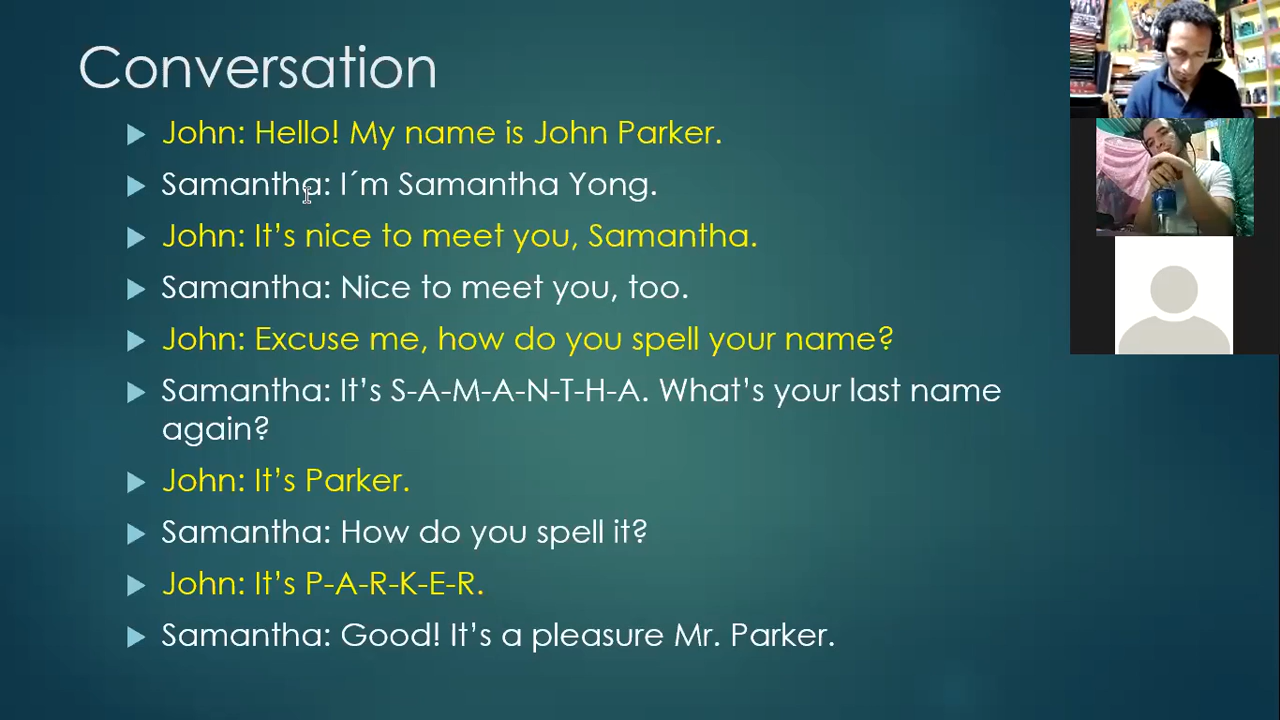 Conversation
John: Hello! My name is John Parker.
Samantha: I´m Samantha Yong.
John: It’s nice to meet you, Samantha.
Samantha: Nice to meet you, too.
John: Excuse me, how do you spell your name?
Samantha: It’s S-A-M-A-N-T-H-A. What’s your last name
again?
John: It’s Parker.
Samantha: How do you spell it?
John: It’s P-A-R-K-E-R.
Samantha: Good! It’s a pleasure Mr. Parker.